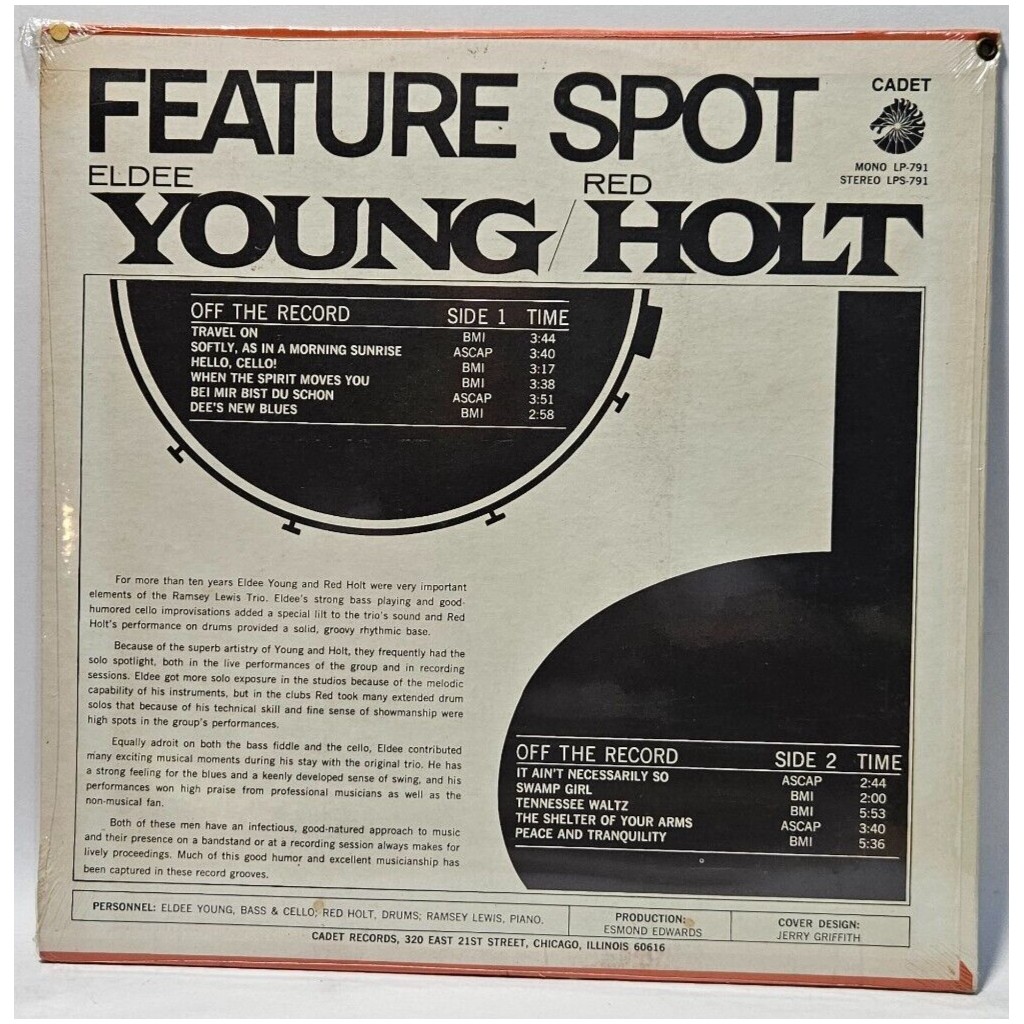 FEATURE SPOT
CADET
MONO LP-791
STEREO LPS-791
ELDEE RED
YOUNG/HOLT
OFF THE RECORD SIDE 1 TIME
TRAVEL ON BMI 3:44
SOFTLY, AS IN A MORNING SUNRISE ASCAP 3:40
HELLO, CELLO! BMI 3:17
WHEN THE SPIRIT MOVES YOU BMI 3:38
BEI MIR BIST DU SCHON ASCAP 3:51
DEE'S NEW BLUES BMI 2:58
For more than ten years Eldee Young and Red Holt were very important
elements of the Ramsey Lewis Trio. Eldee's strong bass playing and good-
humored cello improvisations added a special lilt to the trio's sound and Red
Holt's performance on drums provided a solid, groovy rhythmic base.
Because of the superb artistry of Young and Holt, they frequently had the
solo spotlight, both in the live performances of the group and in recording
sessions. Eldee got more solo exposure in the studios because of the melodic
capability of his instruments, but in the clubs Red took many extended drum
solos that because of his technical skill and fine sense of showmanship were
high spots in the group's performances.
Equally adroit on both the bass fiddle and the cello, Eldee contributed
many exciting musical moments during his stay with the original trio. He has
a strong feeling for the blues and a keenly developed sense of swing, and his
performances won high praise from professional musicians as well as the
non-musical fan.
Both of these men have an infectious, good-natured approach to music
and their presence on a bandstand or at a recording session always makes for
lively proceedings. Much of this good humor and excellent musicianship has
been captured in these record grooves.
OFF THE RECORD SIDE 2 TIME
IT AIN'T NECESSARILY SO ASCAP 2:44
SWAMP GIRL BMI 2:00
TENNESSEE WALTZ BMI 5:53
THE SHELTER OF YOUR ARMS ASCAP 3:40
PEACE AND TRANQUILITY BMI 5:36
PERSONNEL: ELDEE YOUNG, BASS & CELLO; RED HOLT, DRUMS; RAMSEY LEWIS, PIANO.
PRODUCTION:
ESMOND EDWARDS
COVER DESIGN:
JERRY GRIFFITH
CADET RECORDS, 320 EAST 21ST STREET, CHICAGO, ILLINOIS 60616